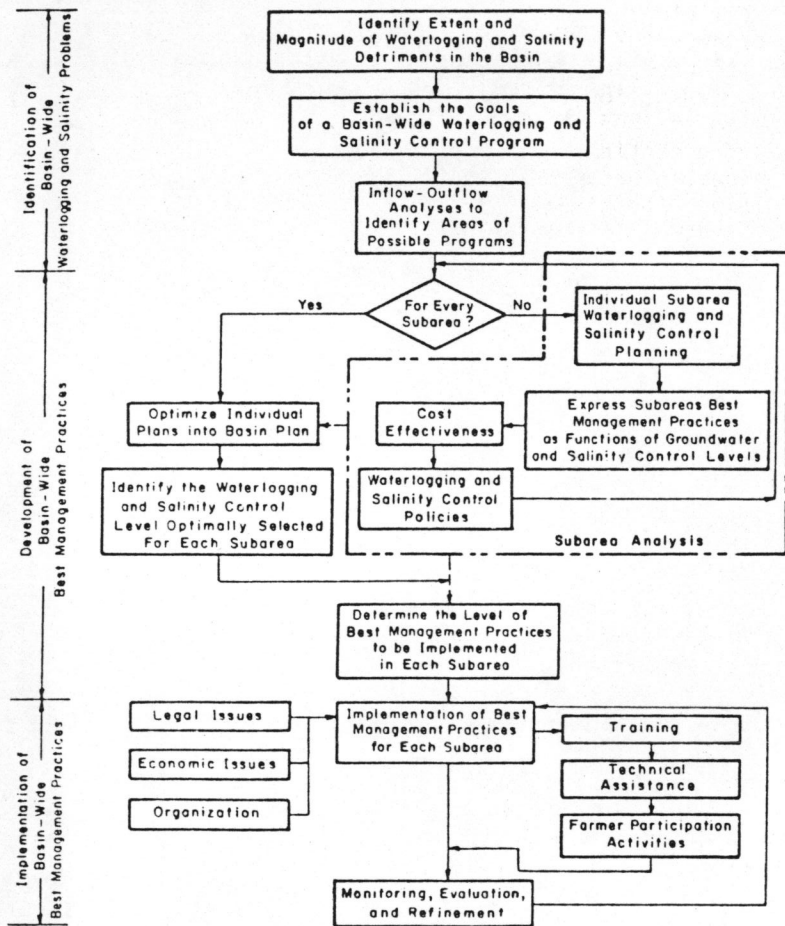 Identify Extent and
Magnitude of Waterlogging and Salinity
Detriments in the Basin
Establish the Goals
of a Basin-Wide Waterlogging and
Salinity Control Program
Inflow-Outflow
Analyses to
Identify Areas of
Possible Programs
Identification of
Basin-Wide
Waterlogging and Salinity Problems
For Every
Subarea?
Yes
No
Individual Subarea
Waterlogging and
Salinity Control
Planning
Express Subareas Best
Management Practices
as Functions of Groundwater
and Salinity Control Levels
Cost
Effectiveness
Waterlogging and
Salinity Control
Policies
Subarea Analysis
Optimize Individual
Plans into Basin Plan
Identify the Waterlogging
and Salinity Control
Level Optimally Selected
For Each Subarea
Development of
Basin-Wide
Best Management Practices
Determine the Level of
Best Management Practices
to be Implemented
in Each Subarea
Legal Issues
Economic Issues
Organization
Implementation of Best
Management Practices
for Each Subarea
Training
Technical
Assistance
Farmer Participation
Activities
Monitoring, Evaluation,
and Refinement
Implementation of
Basin-Wide
Best Management Practices